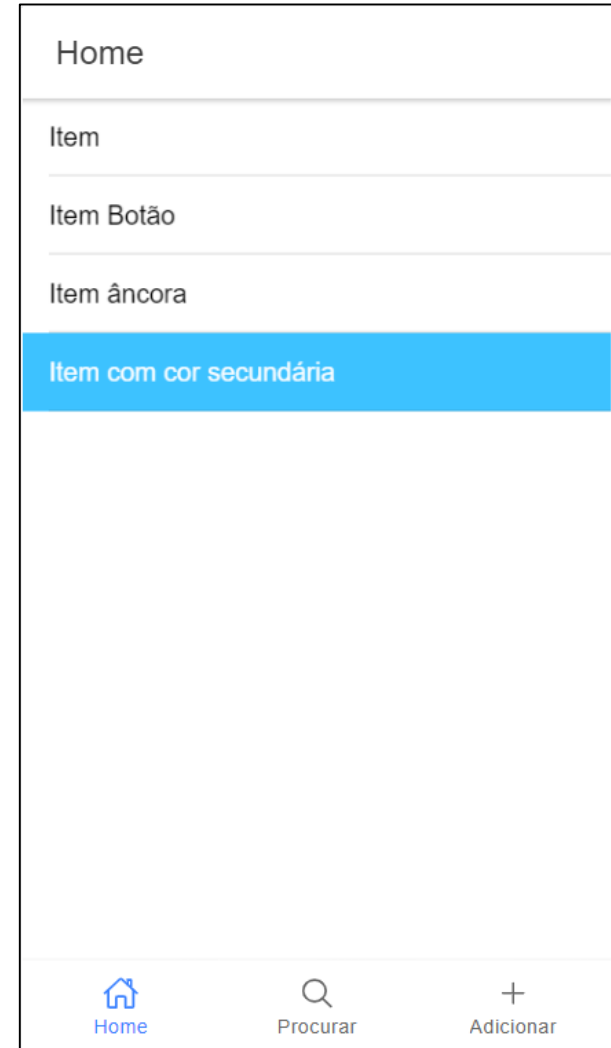 Home
Item
Item Botão
Item âncora
Item com cor secundária
Home
Procurar
Adicionar